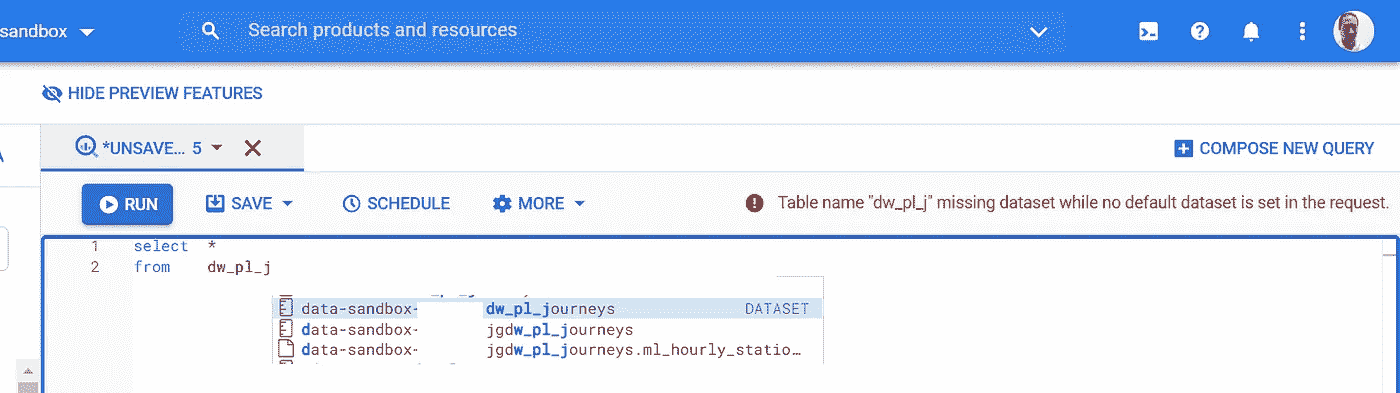 sandbox
Search products and resources
HIDE PREVIEW FEATURES
*UNSAVE... 5
COMPOSE NEW QUERY
RUN
SAVE
SCHEDULE
MORE
Table name "dw_pl_j" missing dataset while no default dataset is set in the request.
1 select *
2 from dw_pl_j
data-sandbox- dw_pl_journeys DATASET
data-sandbox- jgdw_pl_journeys
data-sandbox- jgdw_pl_journeys.ml_hourly_statio...